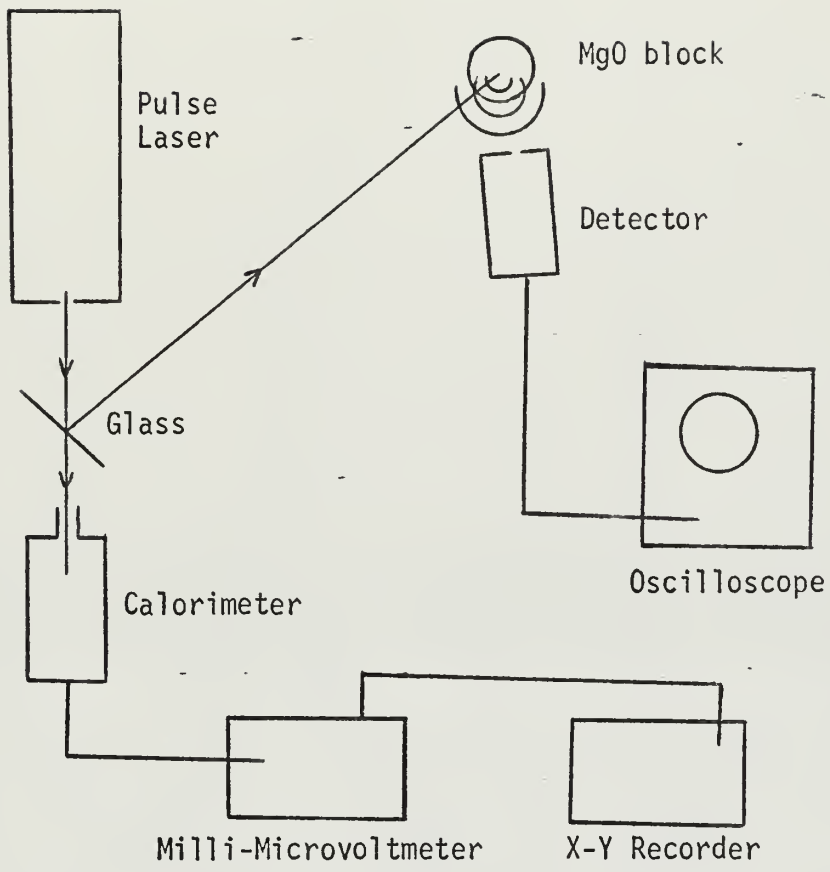 MgO block
Pulse
Laser
Detector
Glass
Oscilloscope
Calorimeter
Milli-Microvoltmeter
X-Y Recorder